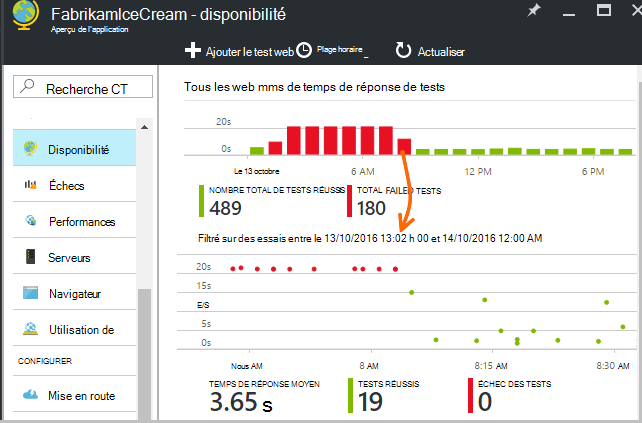 FabrikamIceCream - disponibilité
Aperçu de l'application
Ajouter le test web
Plage horaire _
Actualiser
Recherche CT
Disponibilité
Échecs
Performances
Serveurs
Navigateur
Utilisation de
CONFIGURER
Mise en route
Tous les web mms de temps de réponse de tests
20s
0s
Le 13 octobre
6 AM
12 PM
6 PM
NOMBRE TOTAL DE TESTS RÉUSSIS
489
TOTAL FAILED TESTS
180
Filtré sur des essais entre le 13/10/2016 13:02 h 00 et 14/10/2016 12:00 AM
20s
15s
E/S
5s
0s
Nous AM
8 AM
8:15 AM
8:30 AM
TEMPS DE RÉPONSE MOYEN
3.65 s
TESTS RÉUSSIS
19
ÉCHEC DES TESTS
0